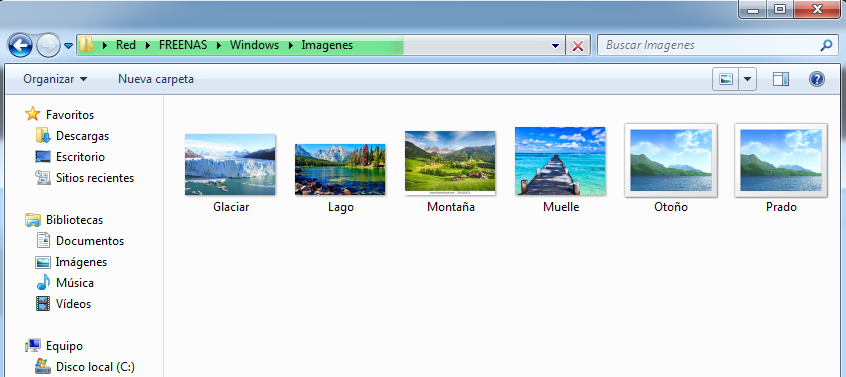 Red FREENAS Windows Imagenes
Buscar Imagenes
Organizar Nueva carpeta
Favoritos
Descargas
Escritorio
Sitios recientes
Bibliotecas
Documentos
Imágenes
Música
Vídeos
Equipo
Disco local (C:)
Glaciar Lago Montaña Muelle Otoño Prado